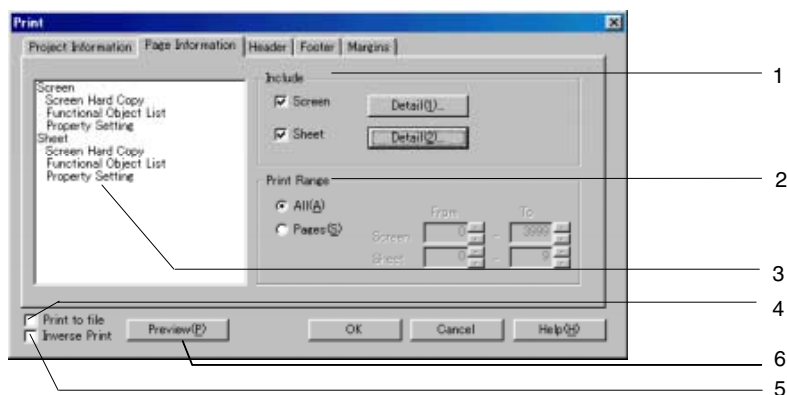 Print
Project Information Page Information Header Footer Margins
Screen
Screen Hard Copy
Functional Object List
Property Setting
Sheet
Screen Hard Copy
Functional Object List
Property Setting
Include
Screen Detail(1)...
Sheet Detail(2)...
Print Range
All(A)
Pages(S)
From To
Screen 0 - 3999
Sheet 0 - 9
Print to file
Inverse Print
Preview(P) OK Cancel Help(H)
1
2
3
4
6
5